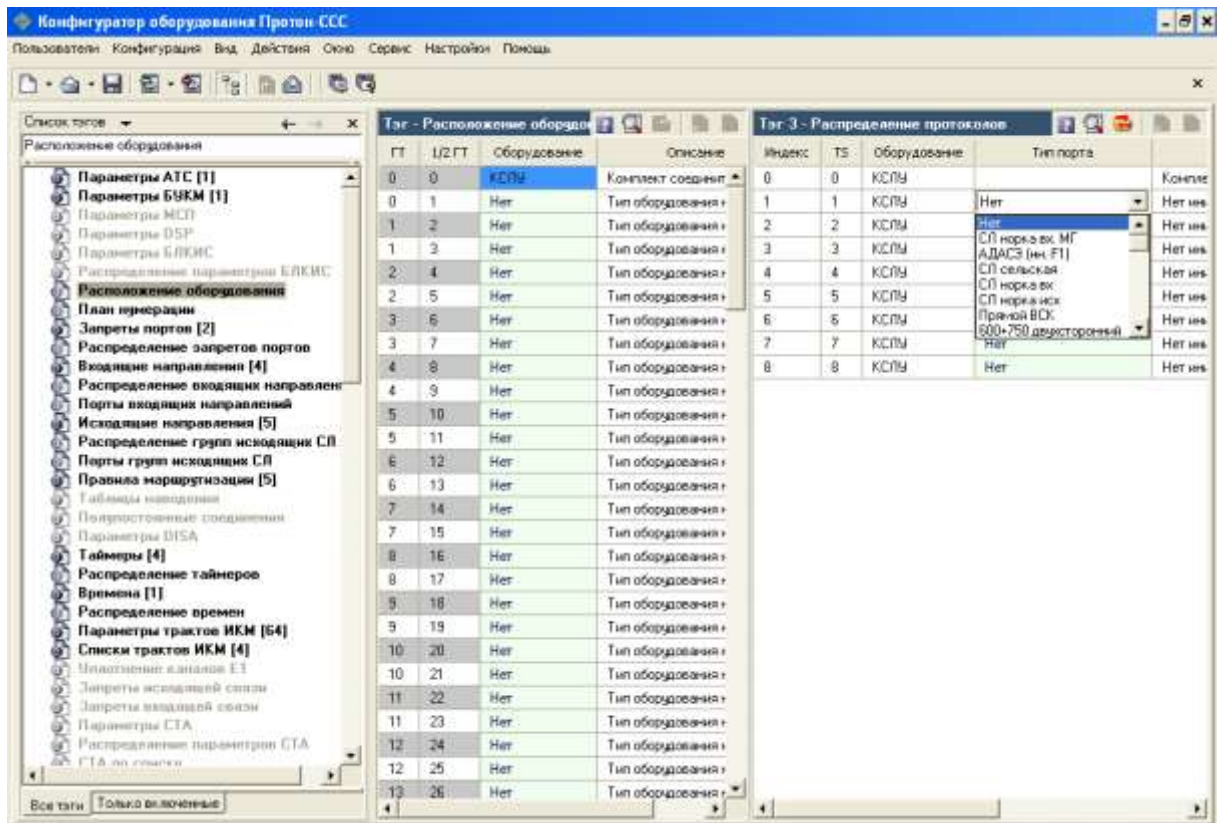 Конфигуратор оборудования Протон-ССС
Пользователи Конфигурация Вид Действия Окно Сервис Настройки Помощь
Список тэгов
Расположение оборудования
Параметры АТС [1]
Параметры БУКМ [1]
Параметры МСП
Параметры DSP
Параметры БЛКИС
Распределение параметров БЛКИС
Расположение оборудования
План нумерации
Запреты портов [2]
Распределение запретов портов
Входящие направления [4]
Распределение входящих направлен
Порты входящих направлений
Исходящие направления [5]
Распределение групп исходящих СЛ
Порты групп исходящих СЛ
Правила маршрутизации [5]
Таблицы наведения
Полупостоянные соединения
Параметры DISA
Таймеры [4]
Распределение таймеров
Времена [1]
Распределение времен
Параметры трактов ИКМ [64]
Списки трактов ИКМ [4]
Уплотнение каналов Е1
Запреты исходящей связи
Запреты входящей связи
Параметры СТА
Распределение параметров СТА
СТА по списку
Все тэги Только включенные
Тэг - Расположение оборудо
ГТ 1/2 ГТ Оборудование Описание
0 0 КСЛУ Комплект соединит
0 1 Нет Тип оборудования н
1 2 Нет Тип оборудования н
1 3 Нет Тип оборудования н
2 4 Нет Тип оборудования н
2 5 Нет Тип оборудования н
3 6 Нет Тип оборудования н
3 7 Нет Тип оборудования н
4 8 Нет Тип оборудования н
4 9 Нет Тип оборудования н
5 10 Нет Тип оборудования н
5 11 Нет Тип оборудования н
6 12 Нет Тип оборудования н
6 13 Нет Тип оборудования н
7 14 Нет Тип оборудования н
7 15 Нет Тип оборудования н
8 16 Нет Тип оборудования н
8 17 Нет Тип оборудования н
9 18 Нет Тип оборудования н
9 19 Нет Тип оборудования н
10 20 Нет Тип оборудования н
10 21 Нет Тип оборудования н
11 22 Нет Тип оборудования н
11 23 Нет Тип оборудования н
12 24 Нет Тип оборудования н
12 25 Нет Тип оборудования н
13 26 Нет Тип оборудования н
Тэг 3 - Распределение протоколов
Индекс TS Оборудование Тип порта
0 0 КСЛУ Компле
1 1 КСЛУ Нет Нет инв
2 2 КСЛУ Нет инв
3 3 КСЛУ Нет инв
4 4 КСЛУ Нет инв
5 5 КСЛУ Нет инв
6 6 КСЛУ Нет инв
7 7 КСЛУ Нет Нет инв
8 8 КСЛУ Нет Нет инв
Нет
СЛ норка вх. МГ
АДАСЭ (ин. F1)
СЛ сельская
СЛ норка вх
СЛ норка исх
Прямой ВСК
600+750 двухсторонний